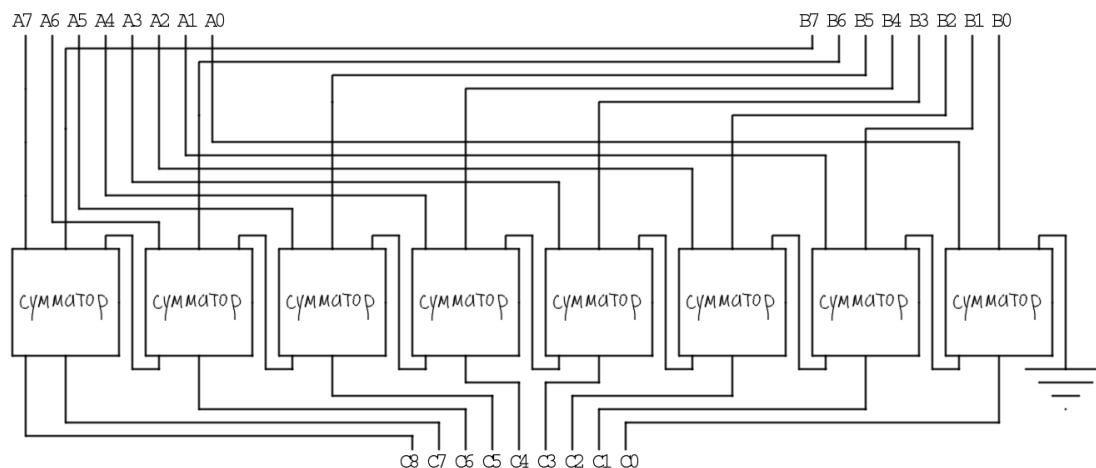 A7 A6 A5 A4 A3 A2 A1 A0 B7 B6 B5 B4 B3 B2 B1 B0
сумматор сумматор сумматор сумматор сумматор сумматор сумматор сумматор
C8 C7 C6 C5 C4 C3 C2 C1 C0